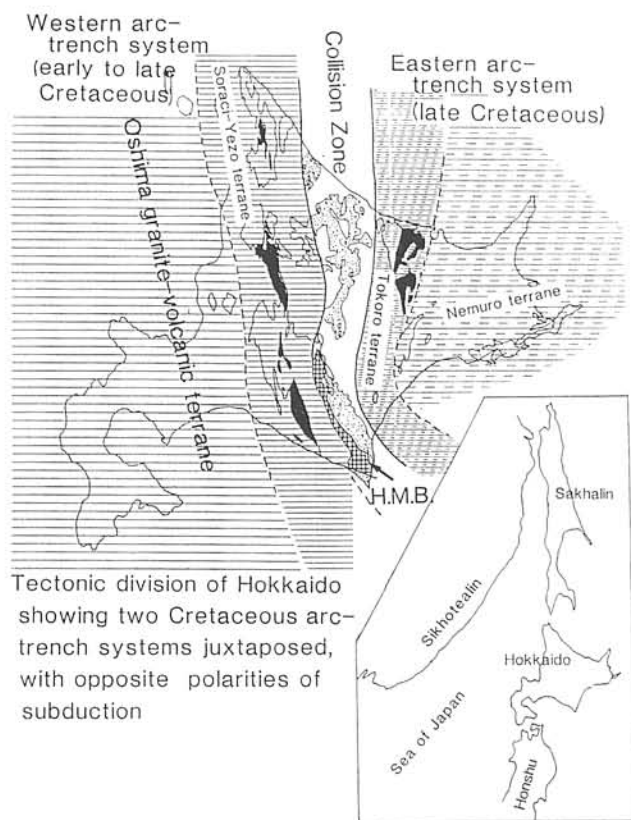 Western arc-
trench system
(early to late
Cretaceous)
Collision Zone
Eastern arc-
trench system
(late Cretaceous)
Soraci-Yezo terrane
Oshima granite-volcanic terrane
Tokoro terrane
Nemuro terrane
H.M.B.
Tectonic division of Hokkaido
showing two Cretaceous arc-
trench systems juxtaposed,
with opposite polarities of
subduction
Sakhalin
Sikhotealin
Hokkaido
Sea of Japan
Honshu